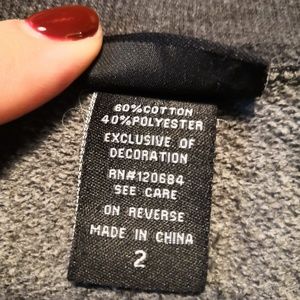 60%COTTON
40%POLYESTER
EXCLUSIVE OF
DECORATION
RN#120684
SEE CARE
ON REVERSE
MADE IN CHINA
2